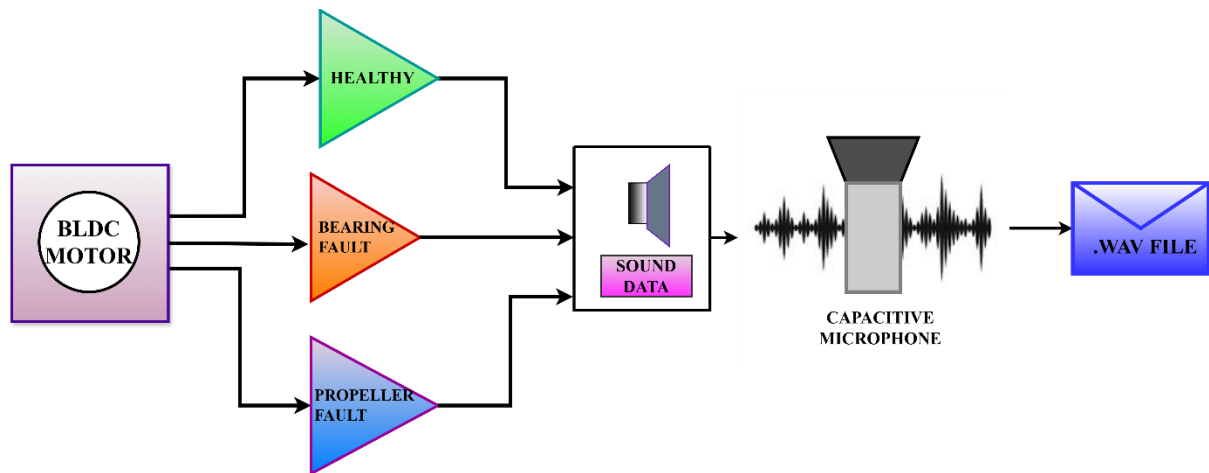 BLDC
MOTOR
HEALTHY
BEARING
FAULT
PROPELLER
FAULT
SOUND
DATA
CAPACITIVE
MICROPHONE
.WAV FILE